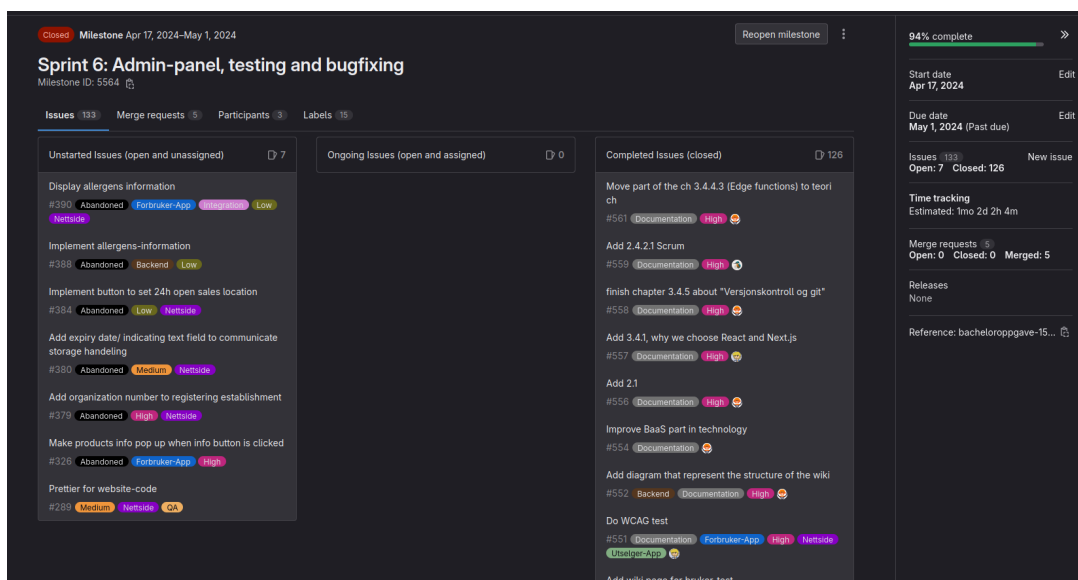 Closed Milestone Apr 17, 2024–May 1, 2024
Reopen milestone
Sprint 6: Admin-panel, testing and bugfixing
Milestone ID: 5564
Issues 133 Merge requests 5 Participants 3 Labels 15
Unstarted Issues (open and unassigned) 7
Display allergens information
#390 Abandoned Forbruker-App Integration Low
Nettside
Implement allergens-information
#388 Abandoned Backend Low
Implement button to set 24h open sales location
#384 Abandoned Low Nettside
Add expiry date/ indicating text field to communicate
storage handeling
#380 Abandoned Medium Nettside
Add organization number to registering establishment
#379 Abandoned High Nettside
Make products info pop up when info button is clicked
#326 Abandoned Forbruker-App High
Prettier for website-code
#289 Medium Nettside QA
Ongoing Issues (open and assigned) 0
Completed Issues (closed) 126
Move part of the ch 3.4.4.3 (Edge functions) to teori
ch
#561 Documentation High
Add 2.4.2.1 Scrum
#559 Documentation High
finish chapter 3.4.5 about "Versjonskontroll og git"
#558 Documentation High
Add 3.4.1, why we choose React and Next.js
#557 Documentation High
Add 2.1
#556 Documentation High
Improve BaaS part in technology
#554 Documentation
Add diagram that represent the structure of the wiki
#552 Backend Documentation High
Do WCAG test
#551 Documentation Forbruker-App High Nettside
Utselger-App
Add wiki page for bruker-test
94% complete
Start date Edit
Apr 17, 2024
Due date Edit
May 1, 2024 (Past due)
Issues 133 New issue
Open: 7 Closed: 126
Time tracking
Estimated: 1mo 2d 2h 4m
Merge requests 5
Open: 0 Closed: 0 Merged: 5
Releases
None
Reference: bacheloroppgave-15...